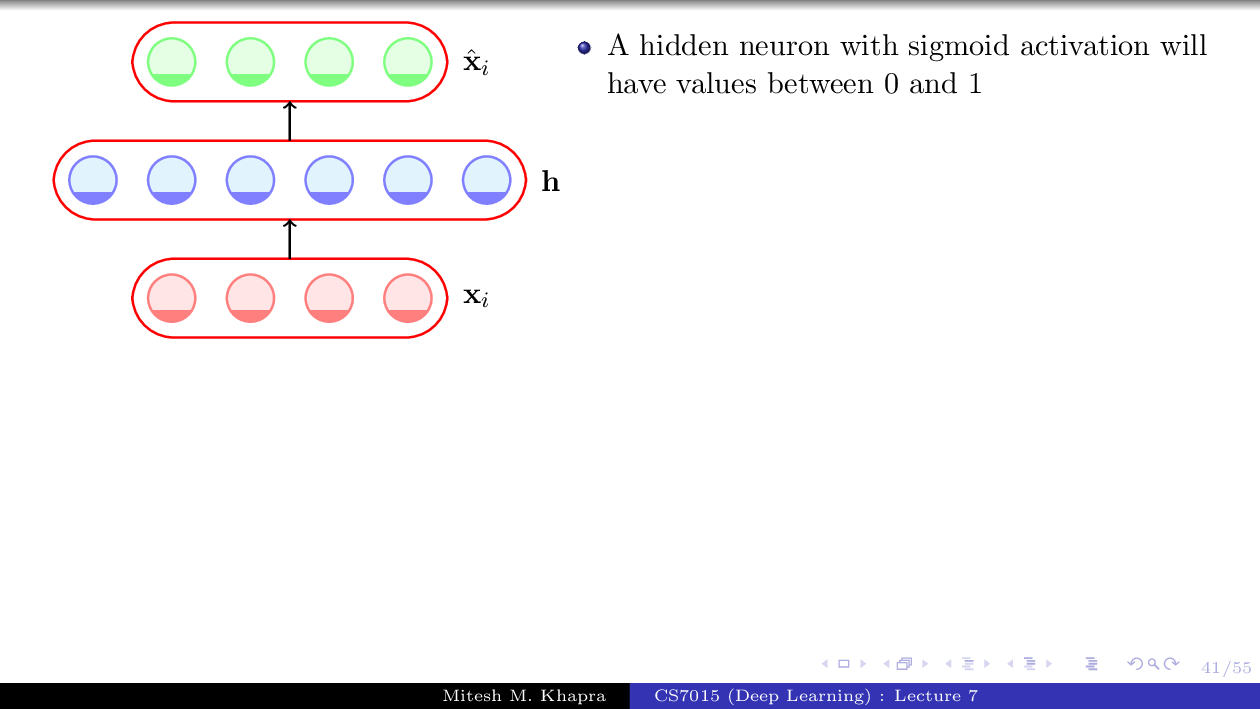 x̂ᵢ
h
xᵢ
A hidden neuron with sigmoid activation will
have values between 0 and 1
41/55
Mitesh M. Khapra
CS7015 (Deep Learning) : Lecture 7